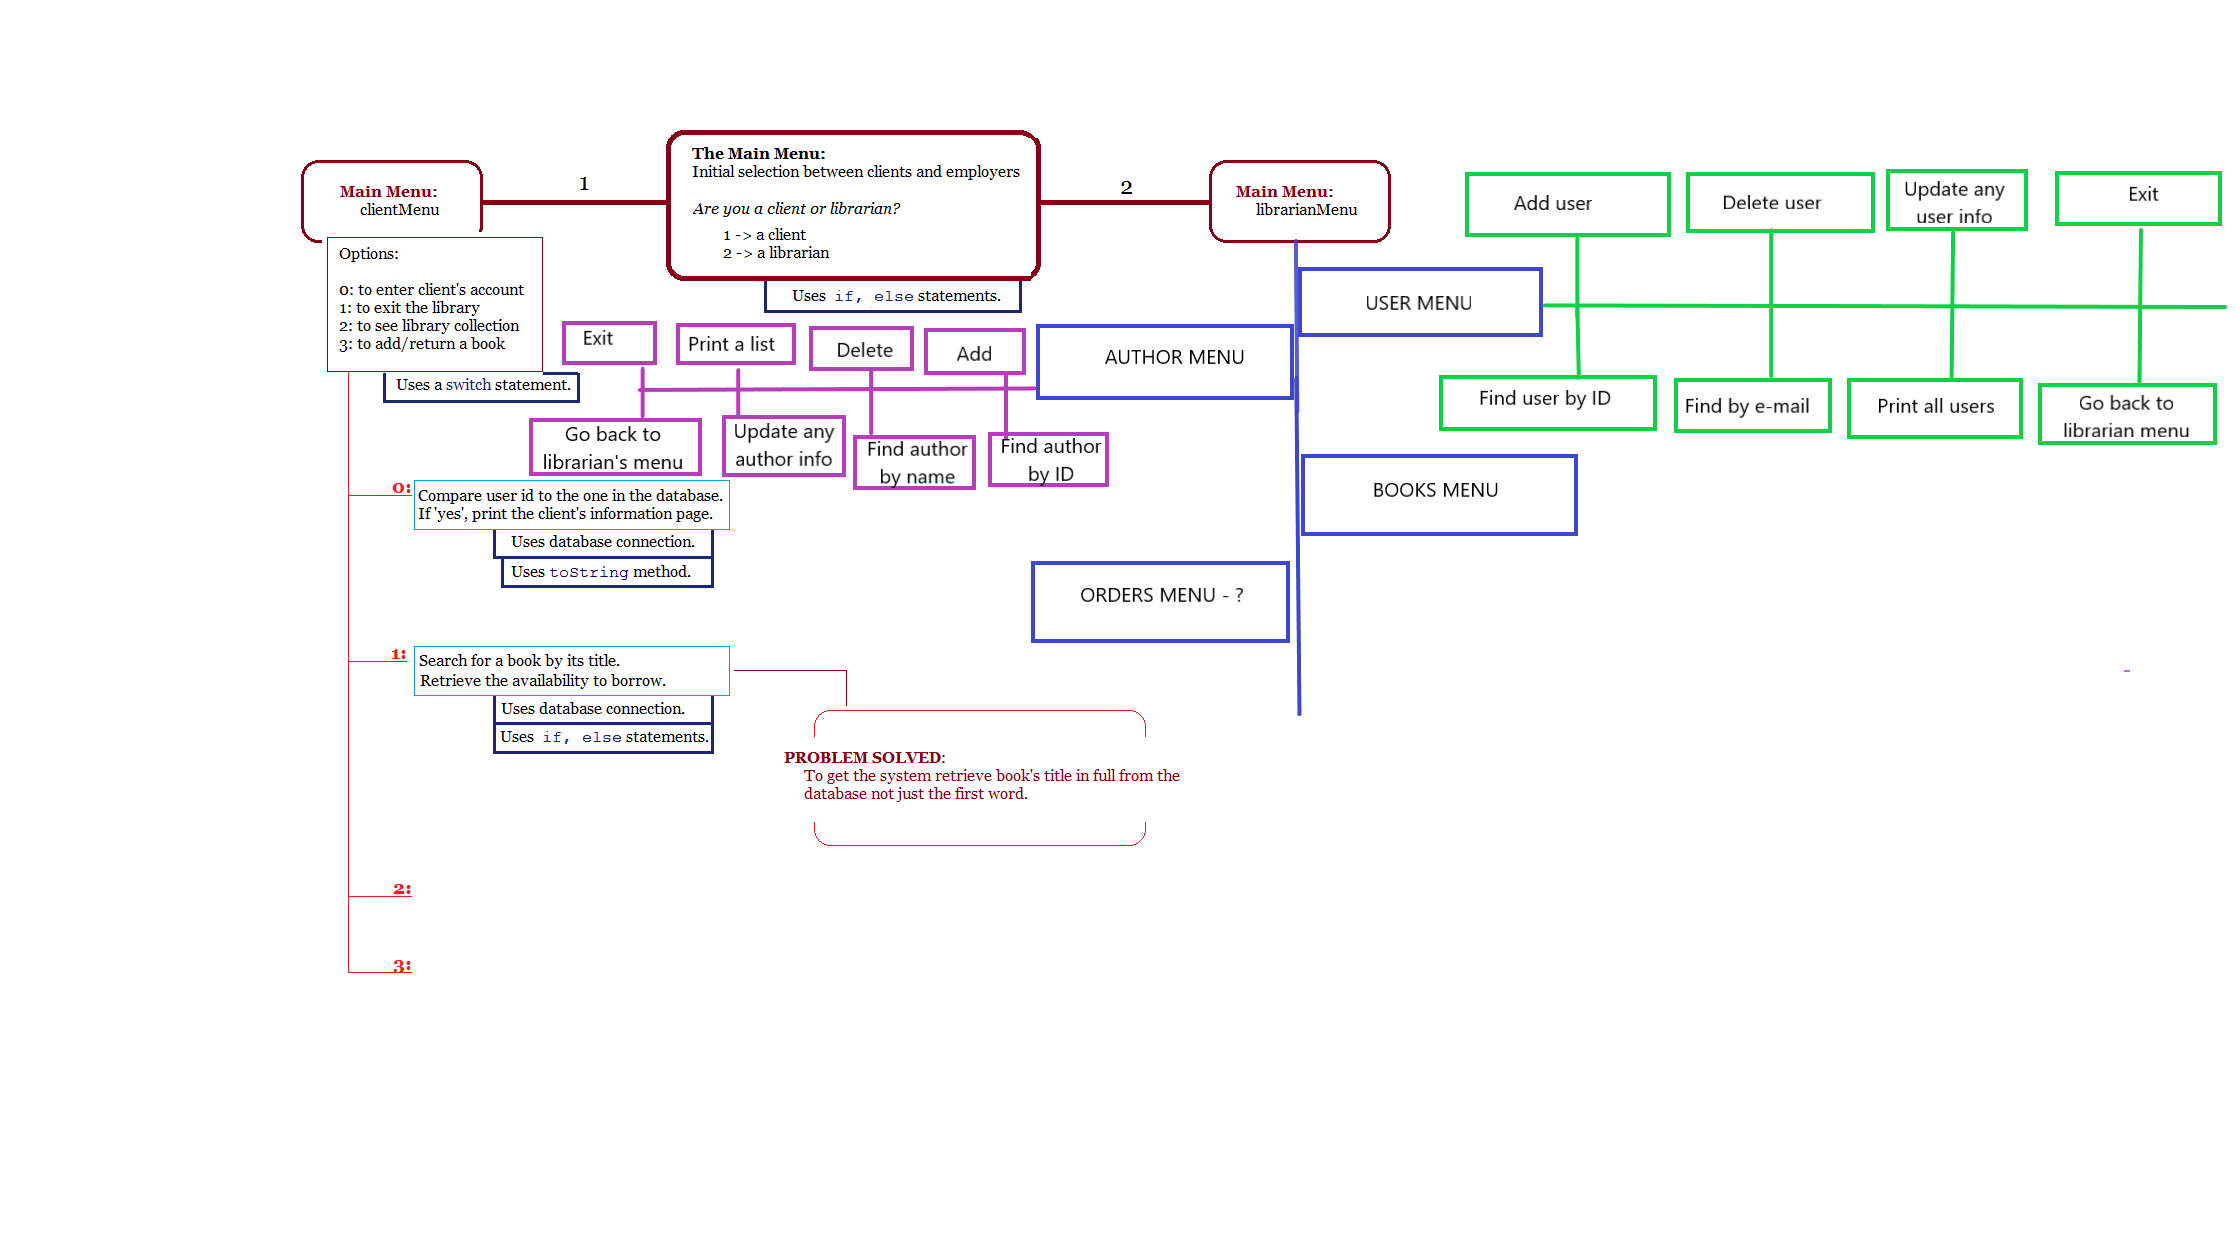 The Main Menu:
Initial selection between clients and employers
Are you a client or librarian?
1 -> a client
2 -> a librarian
Uses if, else statements.
1
2
Main Menu:
clientMenu
Options:
0: to enter client's account
1: to exit the library
2: to see library collection
3: to add/return a book
Uses a switch statement.
0:
Compare user id to the one in the database.
If 'yes', print the client's information page.
Uses database connection.
Uses toString method.
1:
Search for a book by its title.
Retrieve the availability to borrow.
Uses database connection.
Uses if, else statements.
PROBLEM SOLVED:
To get the system retrieve book's title in full from the
database not just the first word.
2:
3:
Main Menu:
librarianMenu
USER MENU
Add user
Delete user
Update any
user info
Exit
Find user by ID
Find by e-mail
Print all users
Go back to
librarian menu
AUTHOR MENU
Exit
Print a list
Delete
Add
Go back to
librarian's menu
Update any
author info
Find author
by name
Find author
by ID
BOOKS MENU
ORDERS MENU - ?